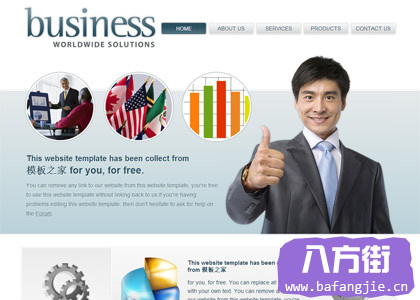 business
WORLDWIDE SOLUTIONS
HOME ABOUT US SERVICES PRODUCTS CONTACT US
This website template has been collect from
模板之家 for you, for free.
You can remove any link to our website from this website template, you're free
to use this website template without linking back to us if you're having
problems editing this website template, then don't hesitate to ask for help on
the Forum
This website template has been
from 模板之家
for you, for free. You can replace all
with your own text. You can remove
our website from this website template, you're
八方街
www.bafangjie.cn